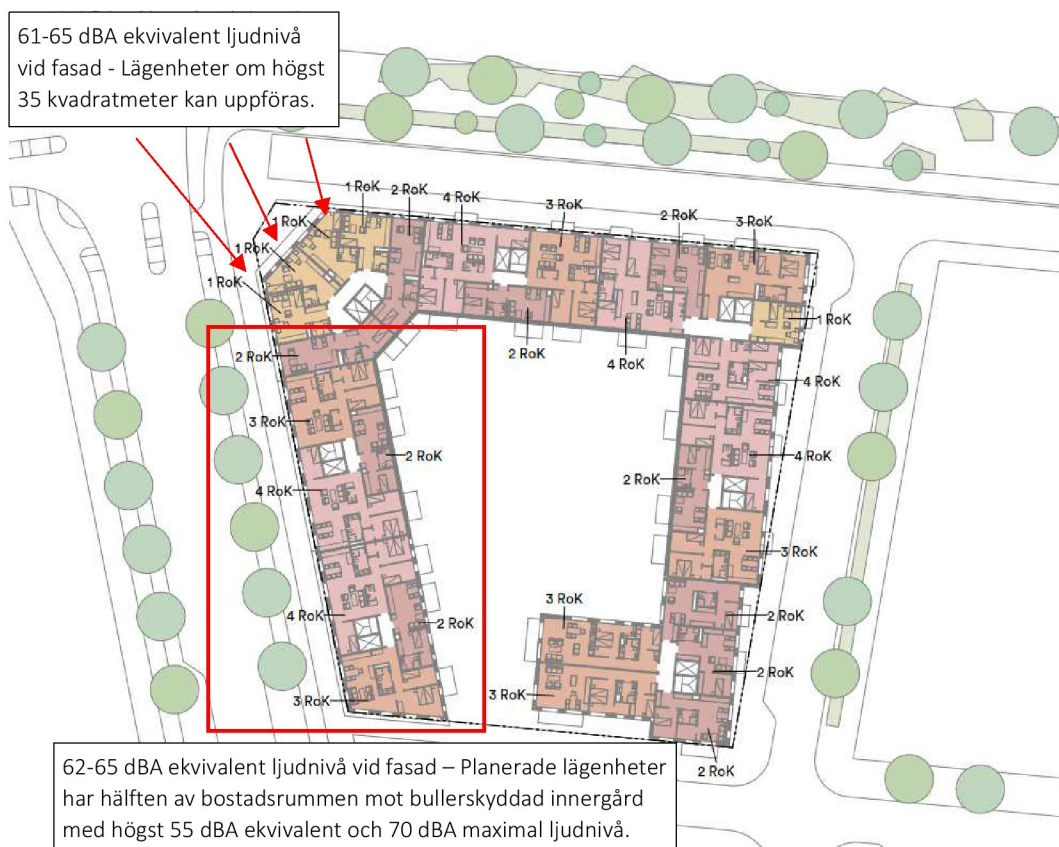 61-65 dBA ekvivalent ljudnivå
vid fasad - Lägenheter om högst
35 kvadratmeter kan uppföras.
1 RoK
2 RoK
4 RoK
3 RoK
2 RoK
3 RoK
1 RoK
1 RoK
1 RoK
1 RoK
2 RoK
2 RoK
4 RoK
4 RoK
3 RoK
2 RoK
4 RoK
2 RoK
4 RoK
3 RoK
3 RoK
2 RoK
4 RoK
2 RoK
2 RoK
3 RoK
3 RoK
2 RoK
62-65 dBA ekvivalent ljudnivå vid fasad – Planerade lägenheter
har hälften av bostadsrummen mot bullerskyddad innergård
med högst 55 dBA ekvivalent och 70 dBA maximal ljudnivå.